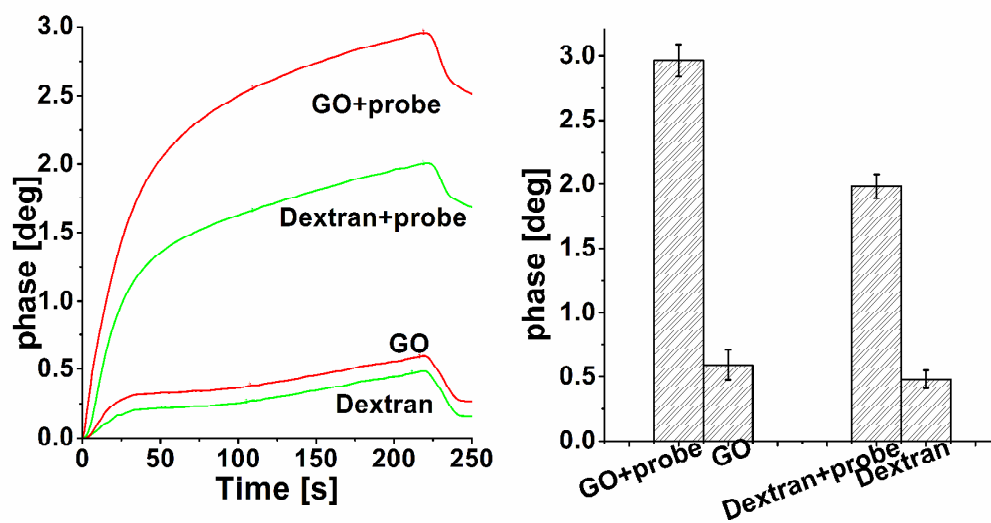 phase [deg]
3.0
2.5
2.0
1.5
1.0
0.5
0.0
GO+probe
Dextran+probe
GO
Dextran
0 50 100 150 200 250
Time [s]
phase [deg]
3.0
2.5
2.0
1.5
1.0
0.5
0.0
GO+probe
GO
Dextran+probe
Dextran